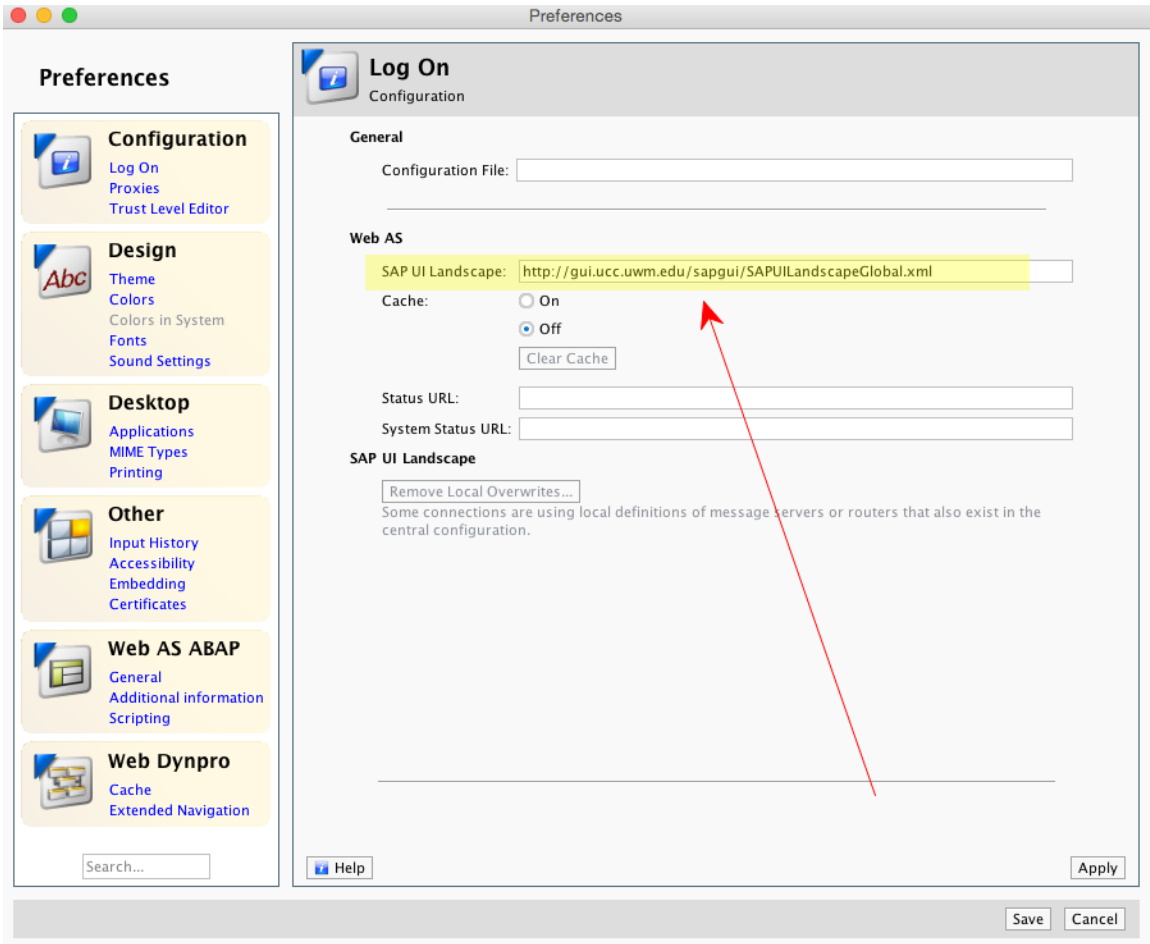 Preferences
Preferences
Configuration
Log On
Proxies
Trust Level Editor
Design
Abc
Theme
Colors
Colors in System
Fonts
Sound Settings
Desktop
Applications
MIME Types
Printing
Other
Input History
Accessibility
Embedding
Certificates
Web AS ABAP
General
Additional information
Scripting
Web Dynpro
Cache
Extended Navigation
Search...
Log On
Configuration
General
Configuration File:
Web AS
SAP UI Landscape: http://gui.ucc.uwm.edu/sapgui/SAPUILandscapeGlobal.xml
Cache: On
Off
Clear Cache
Status URL:
System Status URL:
SAP UI Landscape
Remove Local Overwrites...
Some connections are using local definitions of message servers or routers that also exist in the
central configuration.
Help
Apply
Save Cancel